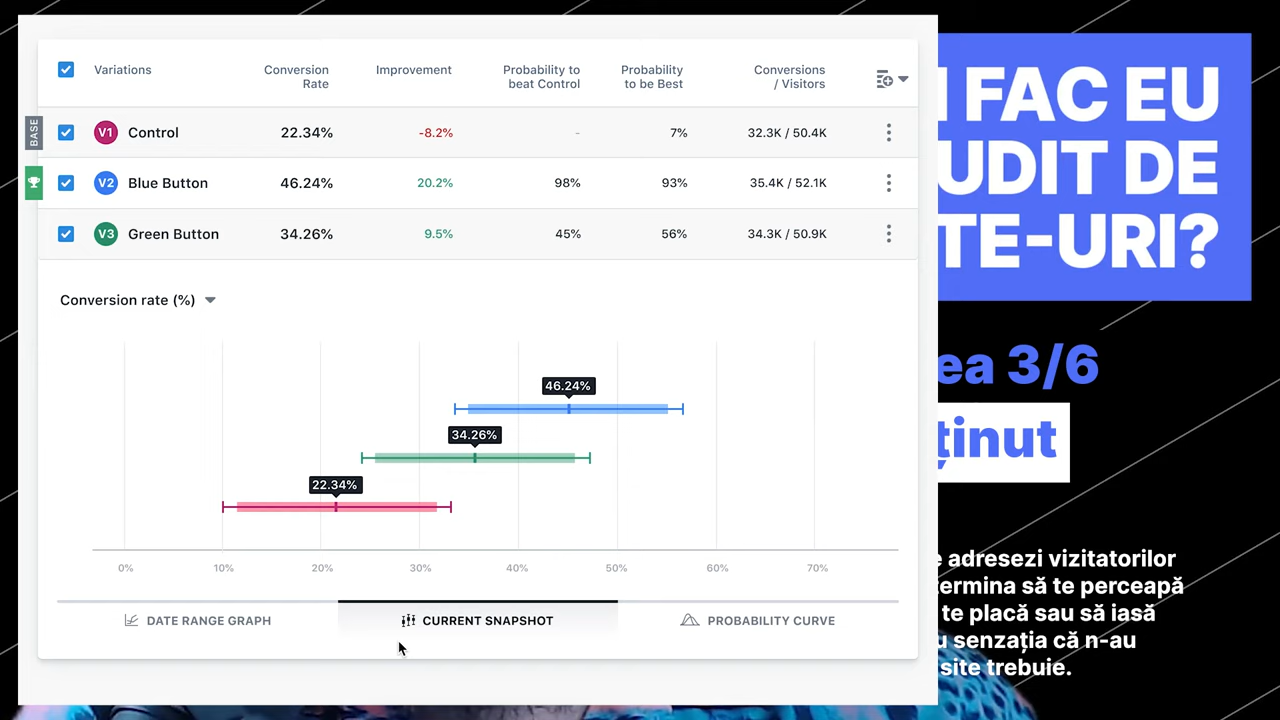 Variations
Conversion
Rate
Improvement
Probability to
beat Control
Probability
to be Best
Conversions
/ Visitors
BASE
V1 Control 22.34% -8.2% - 7% 32.3K / 50.4K
V2 Blue Button 46.24% 20.2% 98% 93% 35.4K / 52.1K
V3 Green Button 34.26% 9.5% 45% 56% 34.3K / 50.9K
Conversion rate (%)
46.24%
34.26%
22.34%
0% 10% 20% 30% 40% 50% 60% 70%
DATE RANGE GRAPH
CURRENT SNAPSHOT
PROBABILITY CURVE
FAC EU
UDIT DE
TE-URI?
ea 3/6
ținut
e adresezi vizitatorilor
termina să te perceapă
te placă sau să iasă
u senzația că n-au
site trebuie.